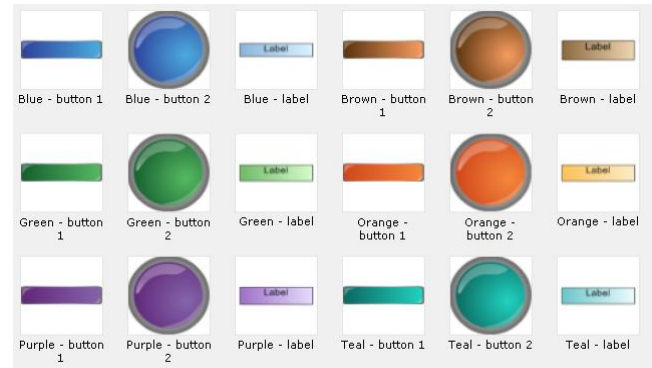 Label
Label
Blue - button 1
Blue - button 2
Blue - label
Brown - button
1
Brown - button
2
Brown - label
Label
Label
Green - button
1
Green - button
2
Green - label
Orange -
button 1
Orange -
button 2
Orange - label
Label
Label
Purple - button
1
Purple - button
2
Purple - label
Teal - button 1
Teal - button 2
Teal - label